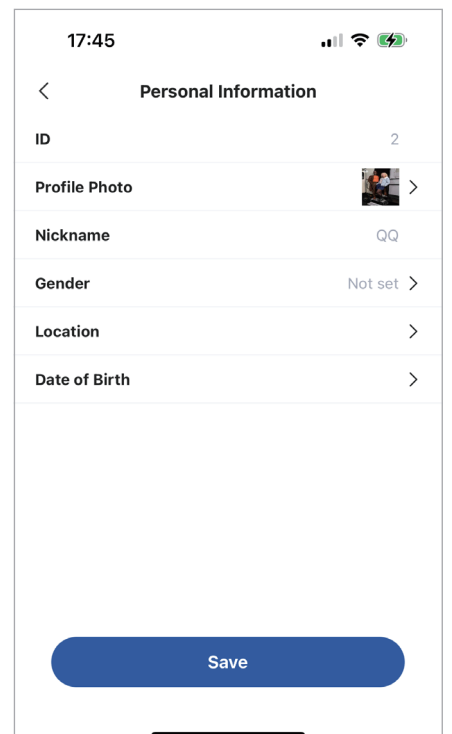 17:45
Personal Information
ID 2
Profile Photo
Nickname QQ
Gender Not set
Location
Date of Birth
Save